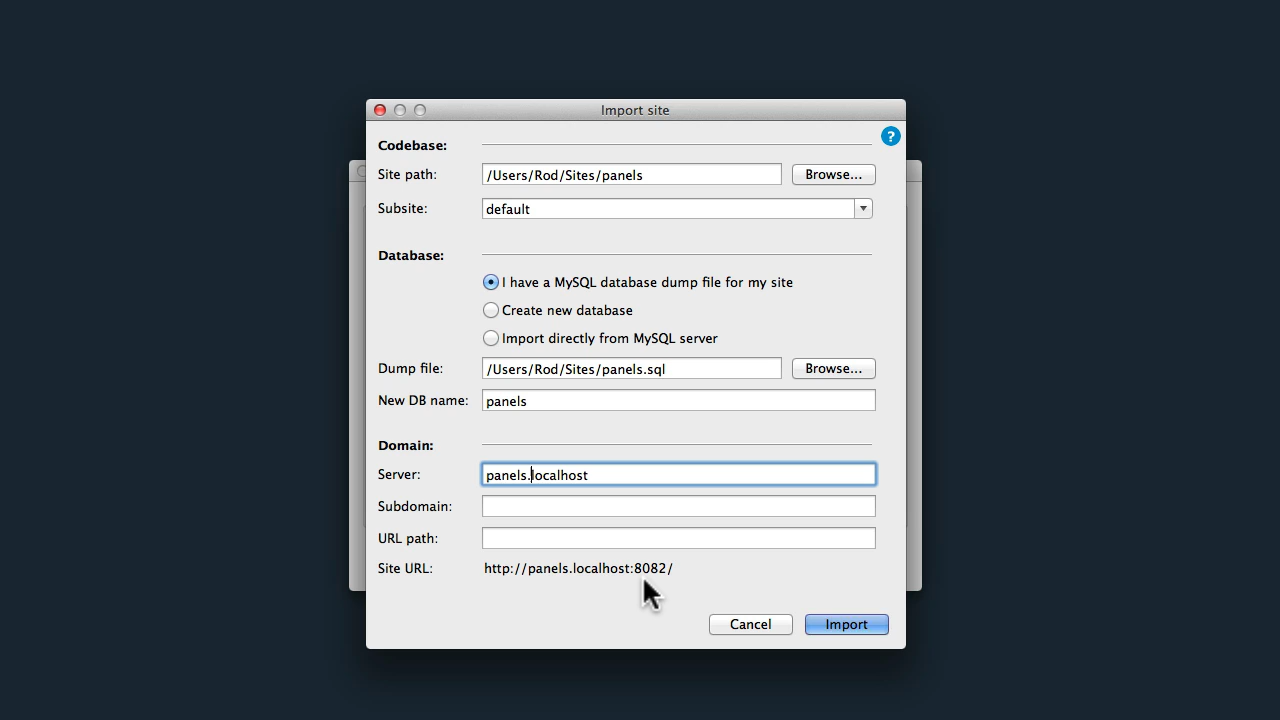 Import site
?
Codebase:
Site path: /Users/Rod/Sites/panels Browse...
Subsite: default
Database:
I have a MySQL database dump file for my site
Create new database
Import directly from MySQL server
Dump file: /Users/Rod/Sites/panels.sql Browse...
New DB name: panels
Domain:
Server: panels.localhost
Subdomain:
URL path:
Site URL: http://panels.localhost:8082/
Cancel Import